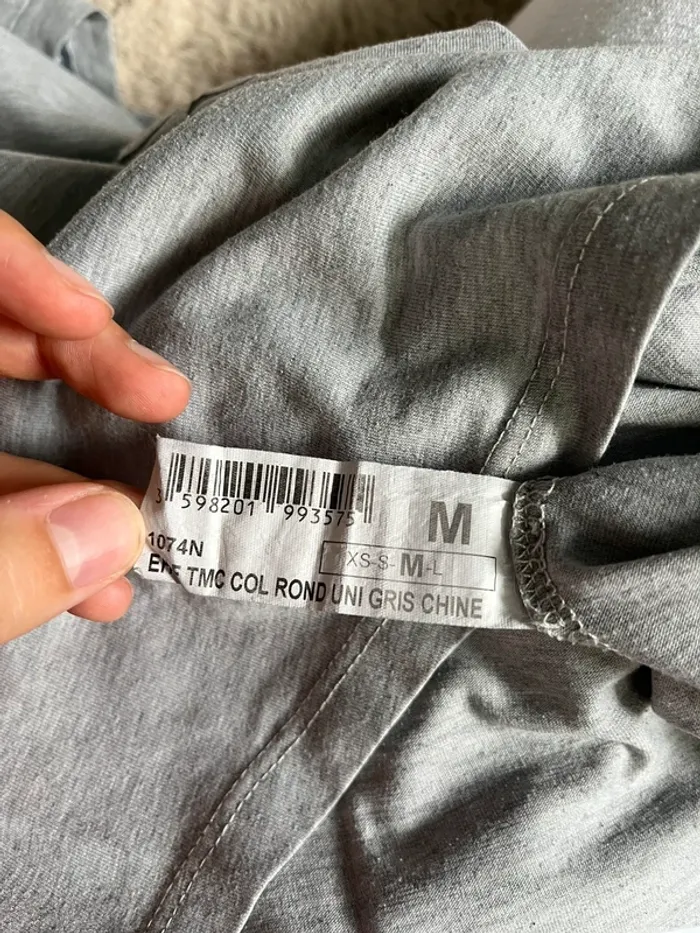 3 598201 993575
M
1074N
XS-S-M-L
TMC COL ROND UNI GRIS CHINE